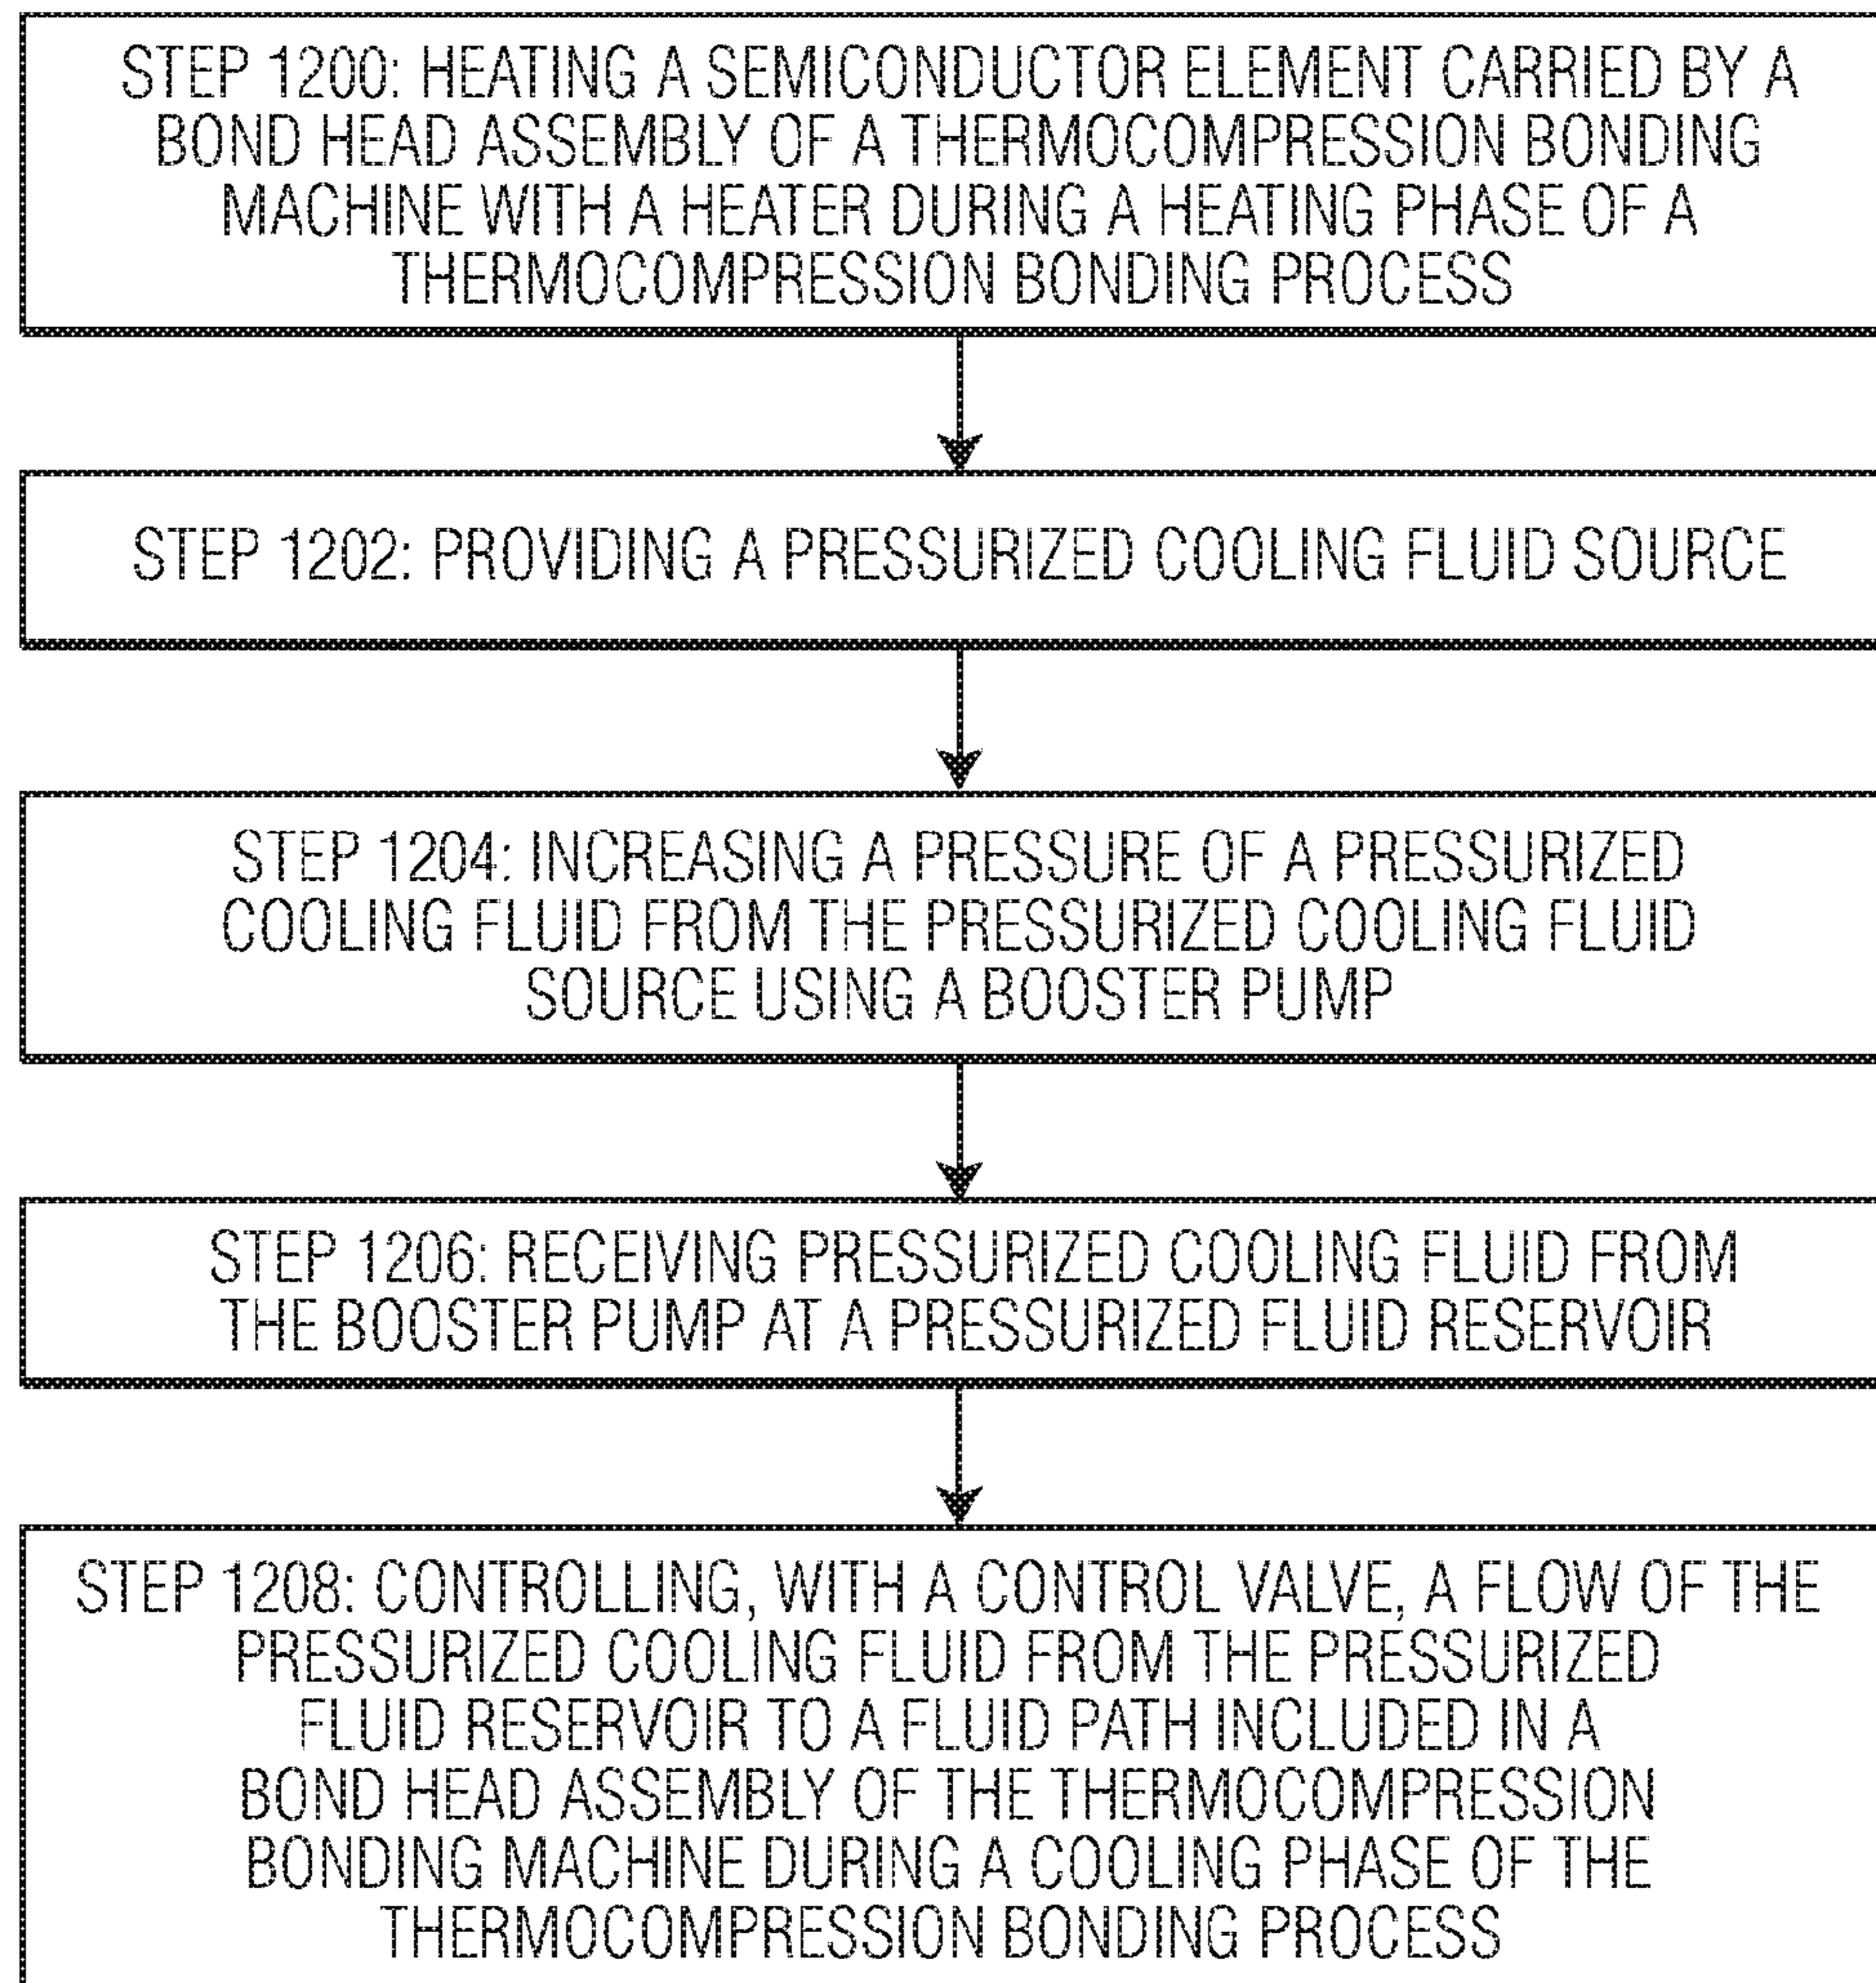 STEP 1200: HEATING A SEMICONDUCTOR ELEMENT CARRIED BY A
BOND HEAD ASSEMBLY OF A THERMOCOMPRESSION BONDING
MACHINE WITH A HEATER DURING A HEATING PHASE OF A
THERMOCOMPRESSION BONDING PROCESS
STEP 1202: PROVIDING A PRESSURIZED COOLING FLUID SOURCE
STEP 1204: INCREASING A PRESSURE OF A PRESSURIZED
COOLING FLUID FROM THE PRESSURIZED COOLING FLUID
SOURCE USING A BOOSTER PUMP
STEP 1206: RECEIVING PRESSURIZED COOLING FLUID FROM
THE BOOSTER PUMP AT A PRESSURIZED FLUID RESERVOIR
STEP 1208: CONTROLLING, WITH A CONTROL VALVE, A FLOW OF THE
PRESSURIZED COOLING FLUID FROM THE PRESSURIZED
FLUID RESERVOIR TO A FLUID PATH INCLUDED IN A
BOND HEAD ASSEMBLY OF THE THERMOCOMPRESSION
BONDING MACHINE DURING A COOLING PHASE OF THE
THERMOCOMPRESSION BONDING PROCESS